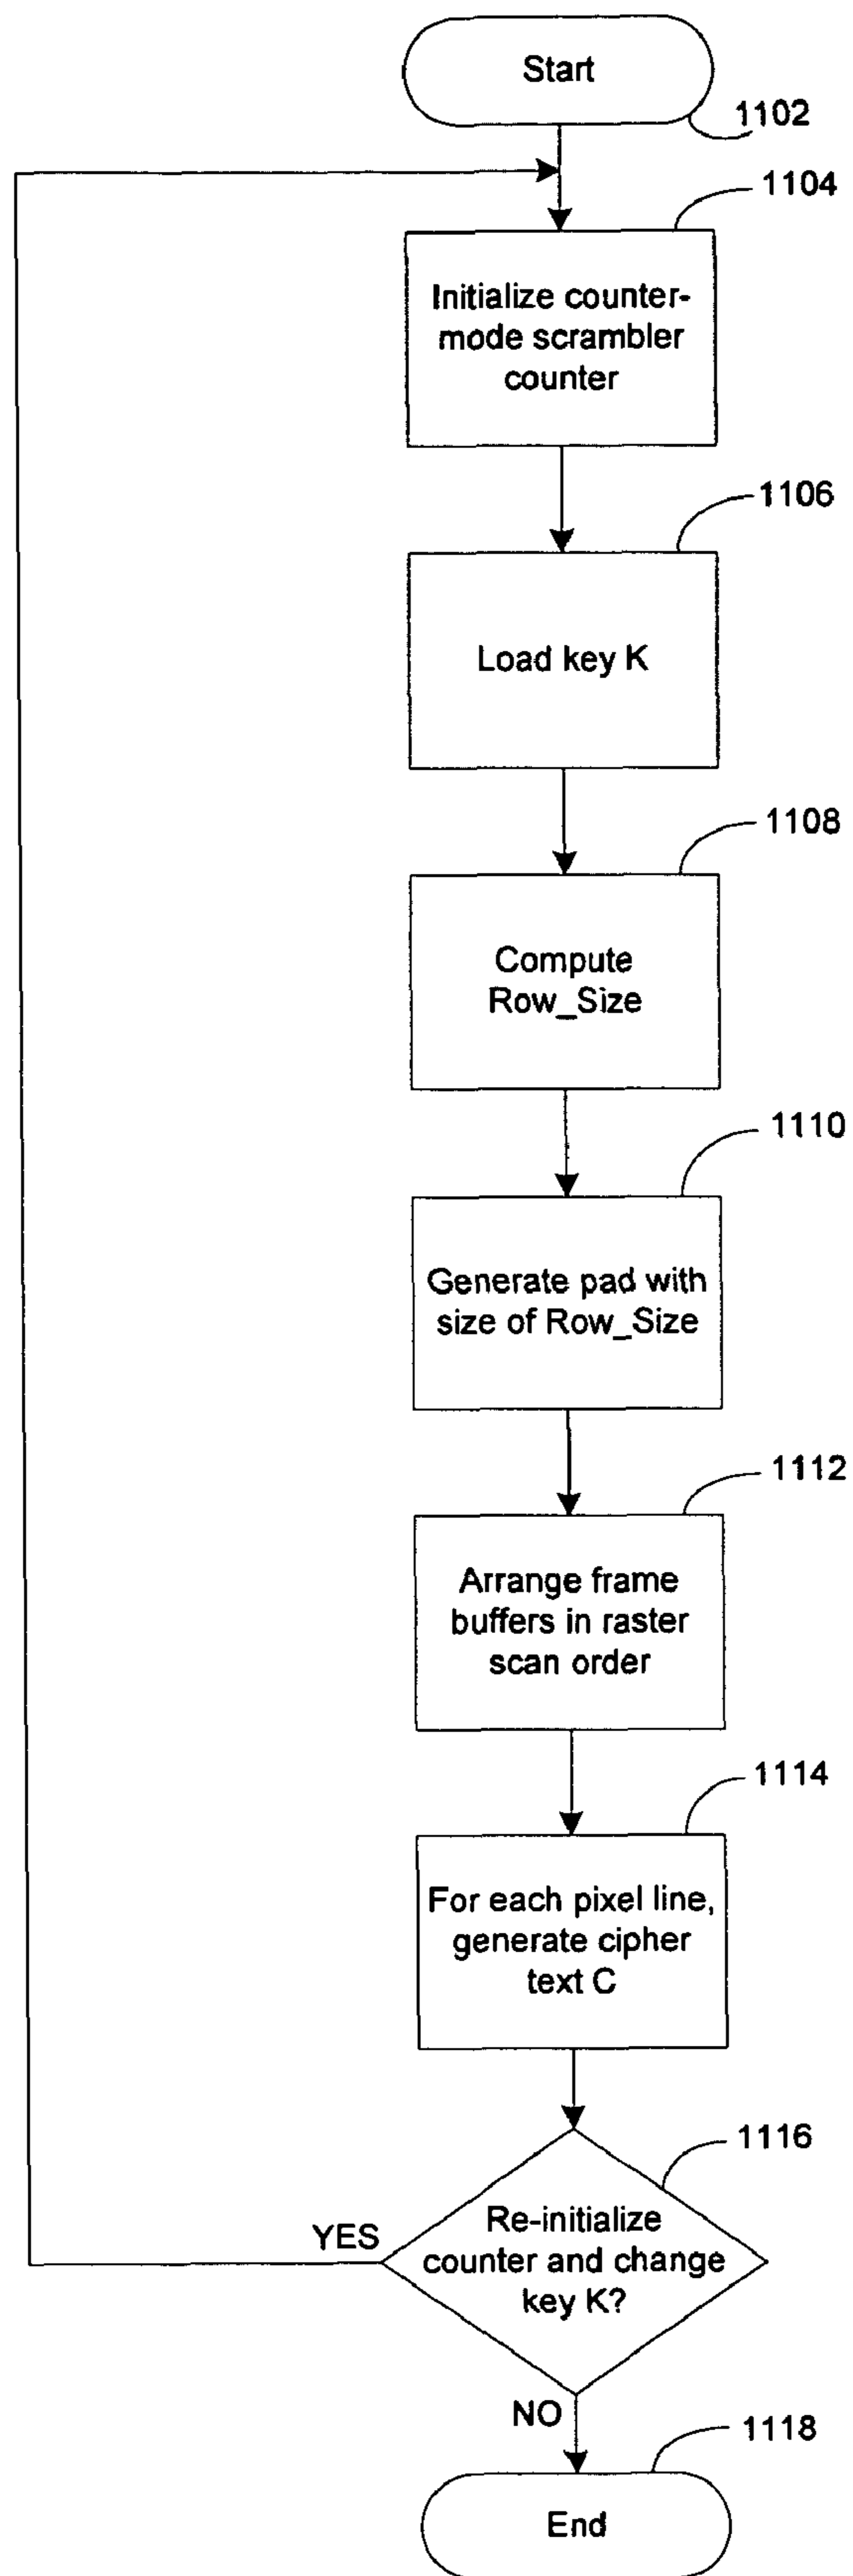 Start
1102
1104
Initialize counter-
mode scrambler
counter
1106
Load key K
1108
Compute
Row_Size
1110
Generate pad with
size of Row_Size
1112
Arrange frame
buffers in raster
scan order
1114
For each pixel line,
generate cipher
text C
1116
YES
Re-initialize
counter and change
key K?
NO
1118
End